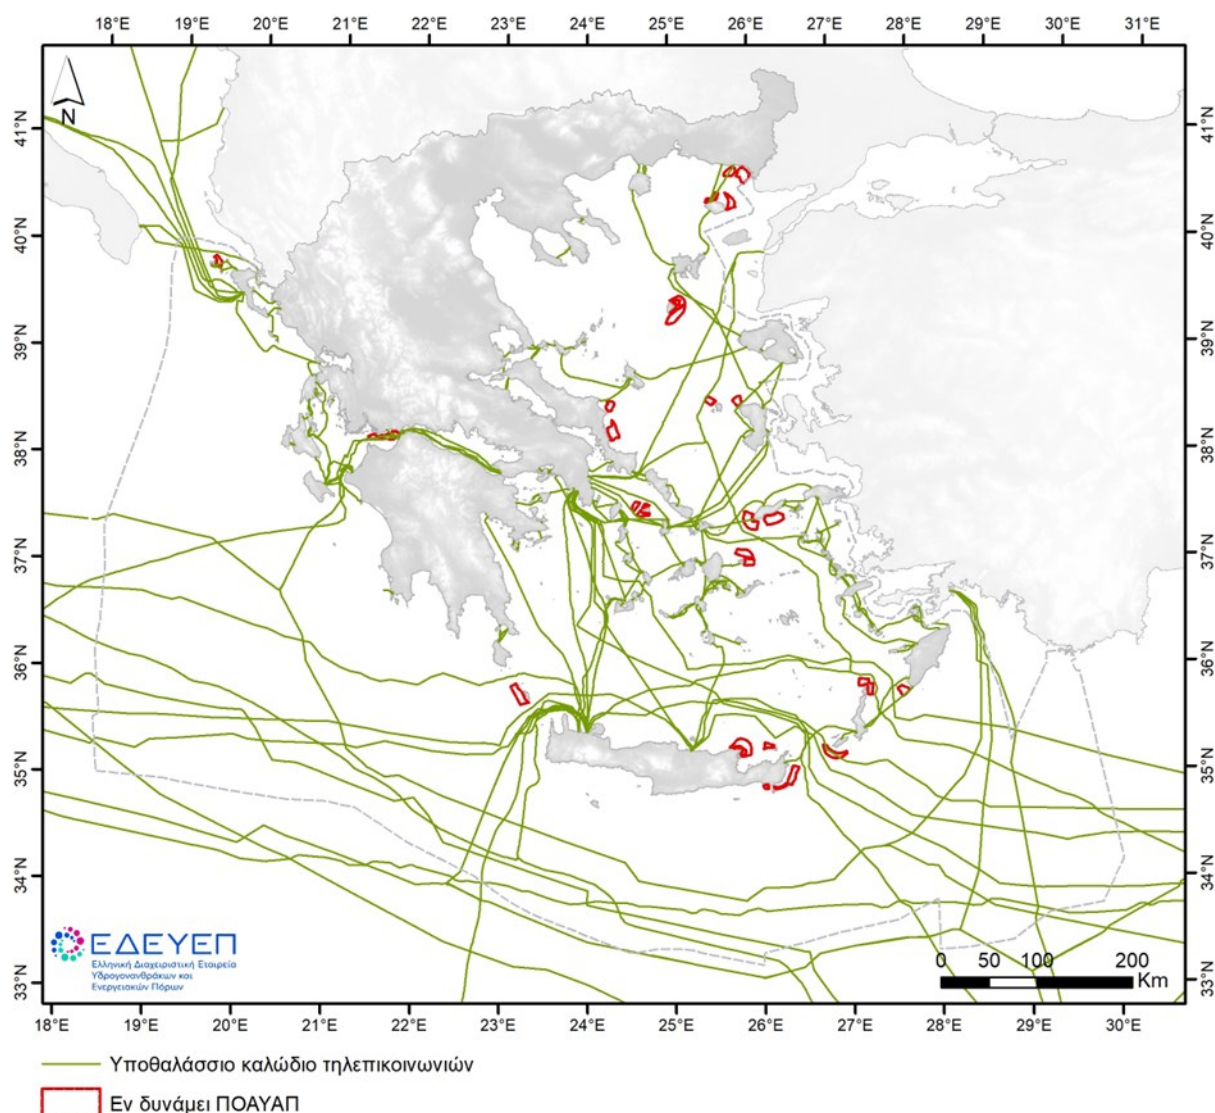 18°E 19°E 20°E 21°E 22°E 23°E 24°E 25°E 26°E 27°E 28°E 29°E 30°E 31°E
41°N 41°N
N
40°N 40°N
39°N 39°N
38°N 38°N
37°N 37°N
36°N 36°N
35°N 35°N
34°N 34°N
33°N 33°N
ΕΔΕΥΕΠ
Ελληνική Διαχειριστική Εταιρεία
Υδρογονανθράκων και
Ενεργειακών Πόρων
0 50 100 200
Km
18°E 19°E 20°E 21°E 22°E 23°E 24°E 25°E 26°E 27°E 28°E 29°E 30°E
Υποθαλάσσιο καλώδιο τηλεπικοινωνιών
Εν δυνάμει ΠΟΑΥΑΠ